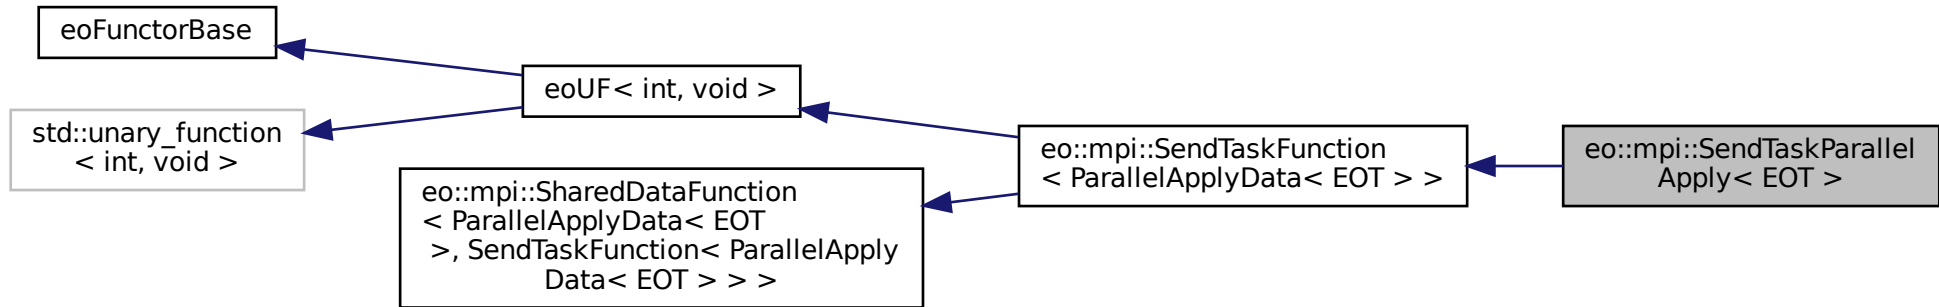 eoFunctorBase
eoUF< int, void >
std::unary_function
< int, void >
eo::mpi::SendTaskFunction
< ParallelApplyData< EOT > >
eo::mpi::SendTaskParallel
Apply< EOT >
eo::mpi::SharedDataFunction
< ParallelApplyData< EOT
>, SendTaskFunction< ParallelApply
Data< EOT > > >